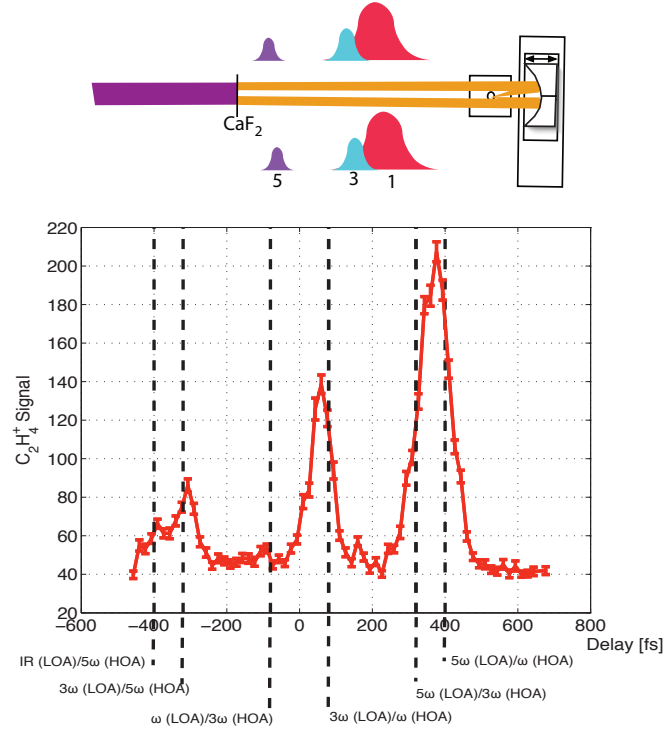 CaF₂
5
3
1
220
200
180
160
140
120
100
80
60
40
20
C₂H₄⁺ Signal
−600
−400
−200
0
200
400
600
800
Delay [fs]
IR (LOA)/5ω (HOA)
3ω (LOA)/5ω (HOA)
ω (LOA)/3ω (HOA)
3ω (LOA)/ω (HOA)
5ω (LOA)/3ω (HOA)
5ω (LOA)/ω (HOA)